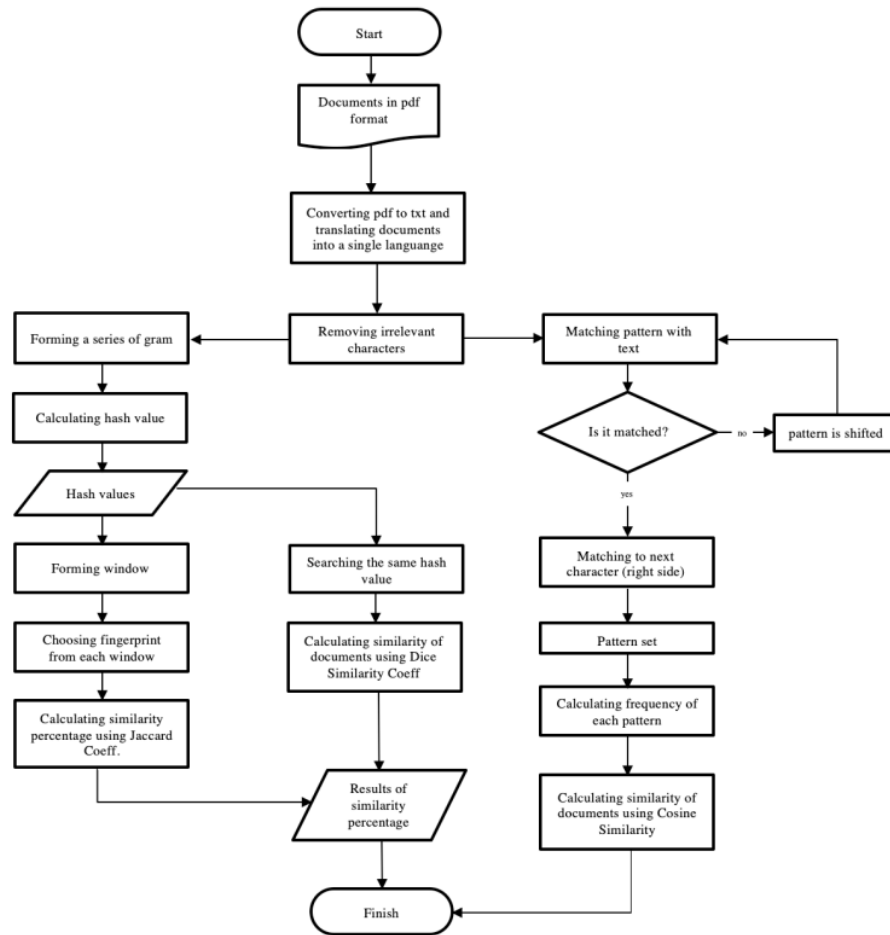 Start
Documents in pdf
format
Converting pdf to txt and
translating documents
into a single languange
Removing irrelevant
characters
Forming a series of gram
Calculating hash value
Hash values
Forming window
Choosing fingerprint
from each window
Calculating similarity
percentage using Jaccard
Coeff.
Searching the same hash
value
Calculating similarity of
documents using Dice
Similarity Coeff
Results of
similarity
percentage
Matching pattern with
text
Is it matched?
no
pattern is shifted
yes
Matching to next
character (right side)
Pattern set
Calculating frequency of
each pattern
Calculating similarity of
documents using Cosine
Similarity
Finish